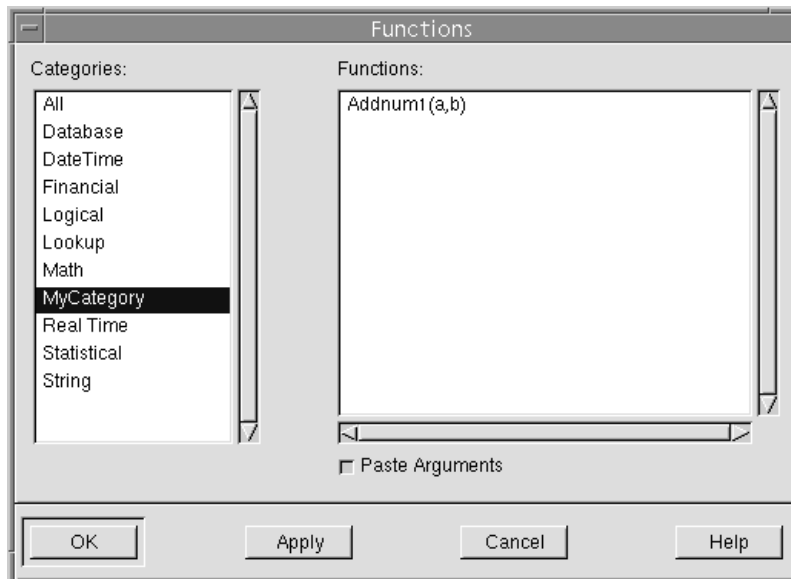 Functions
Categories:
All
Database
DateTime
Financial
Logical
Lookup
Math
MyCategory
Real Time
Statistical
String
Functions:
Addnum1(a,b)
Paste Arguments
OK
Apply
Cancel
Help